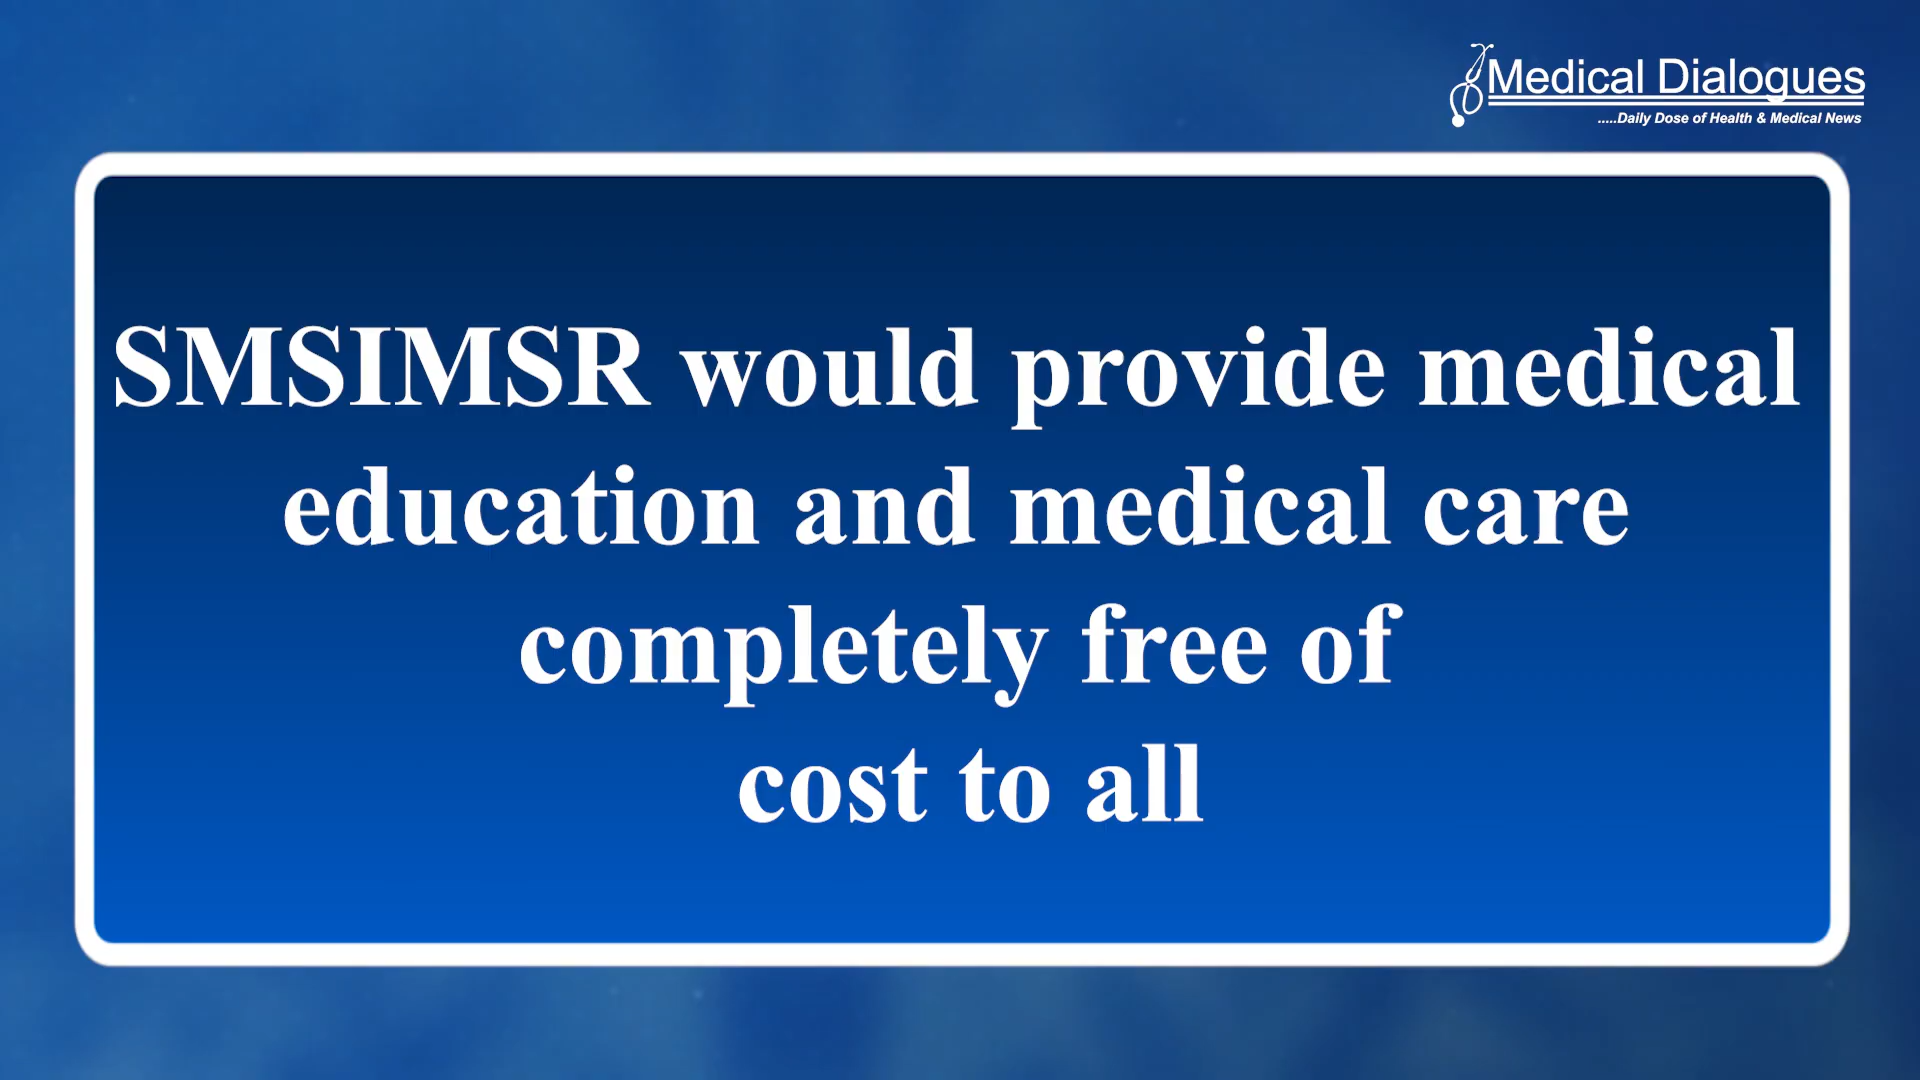 Medical Dialogues
.....Daily Dose of Health & Medical News
SMSIMSR would provide medical
education and medical care
completely free of
cost to all